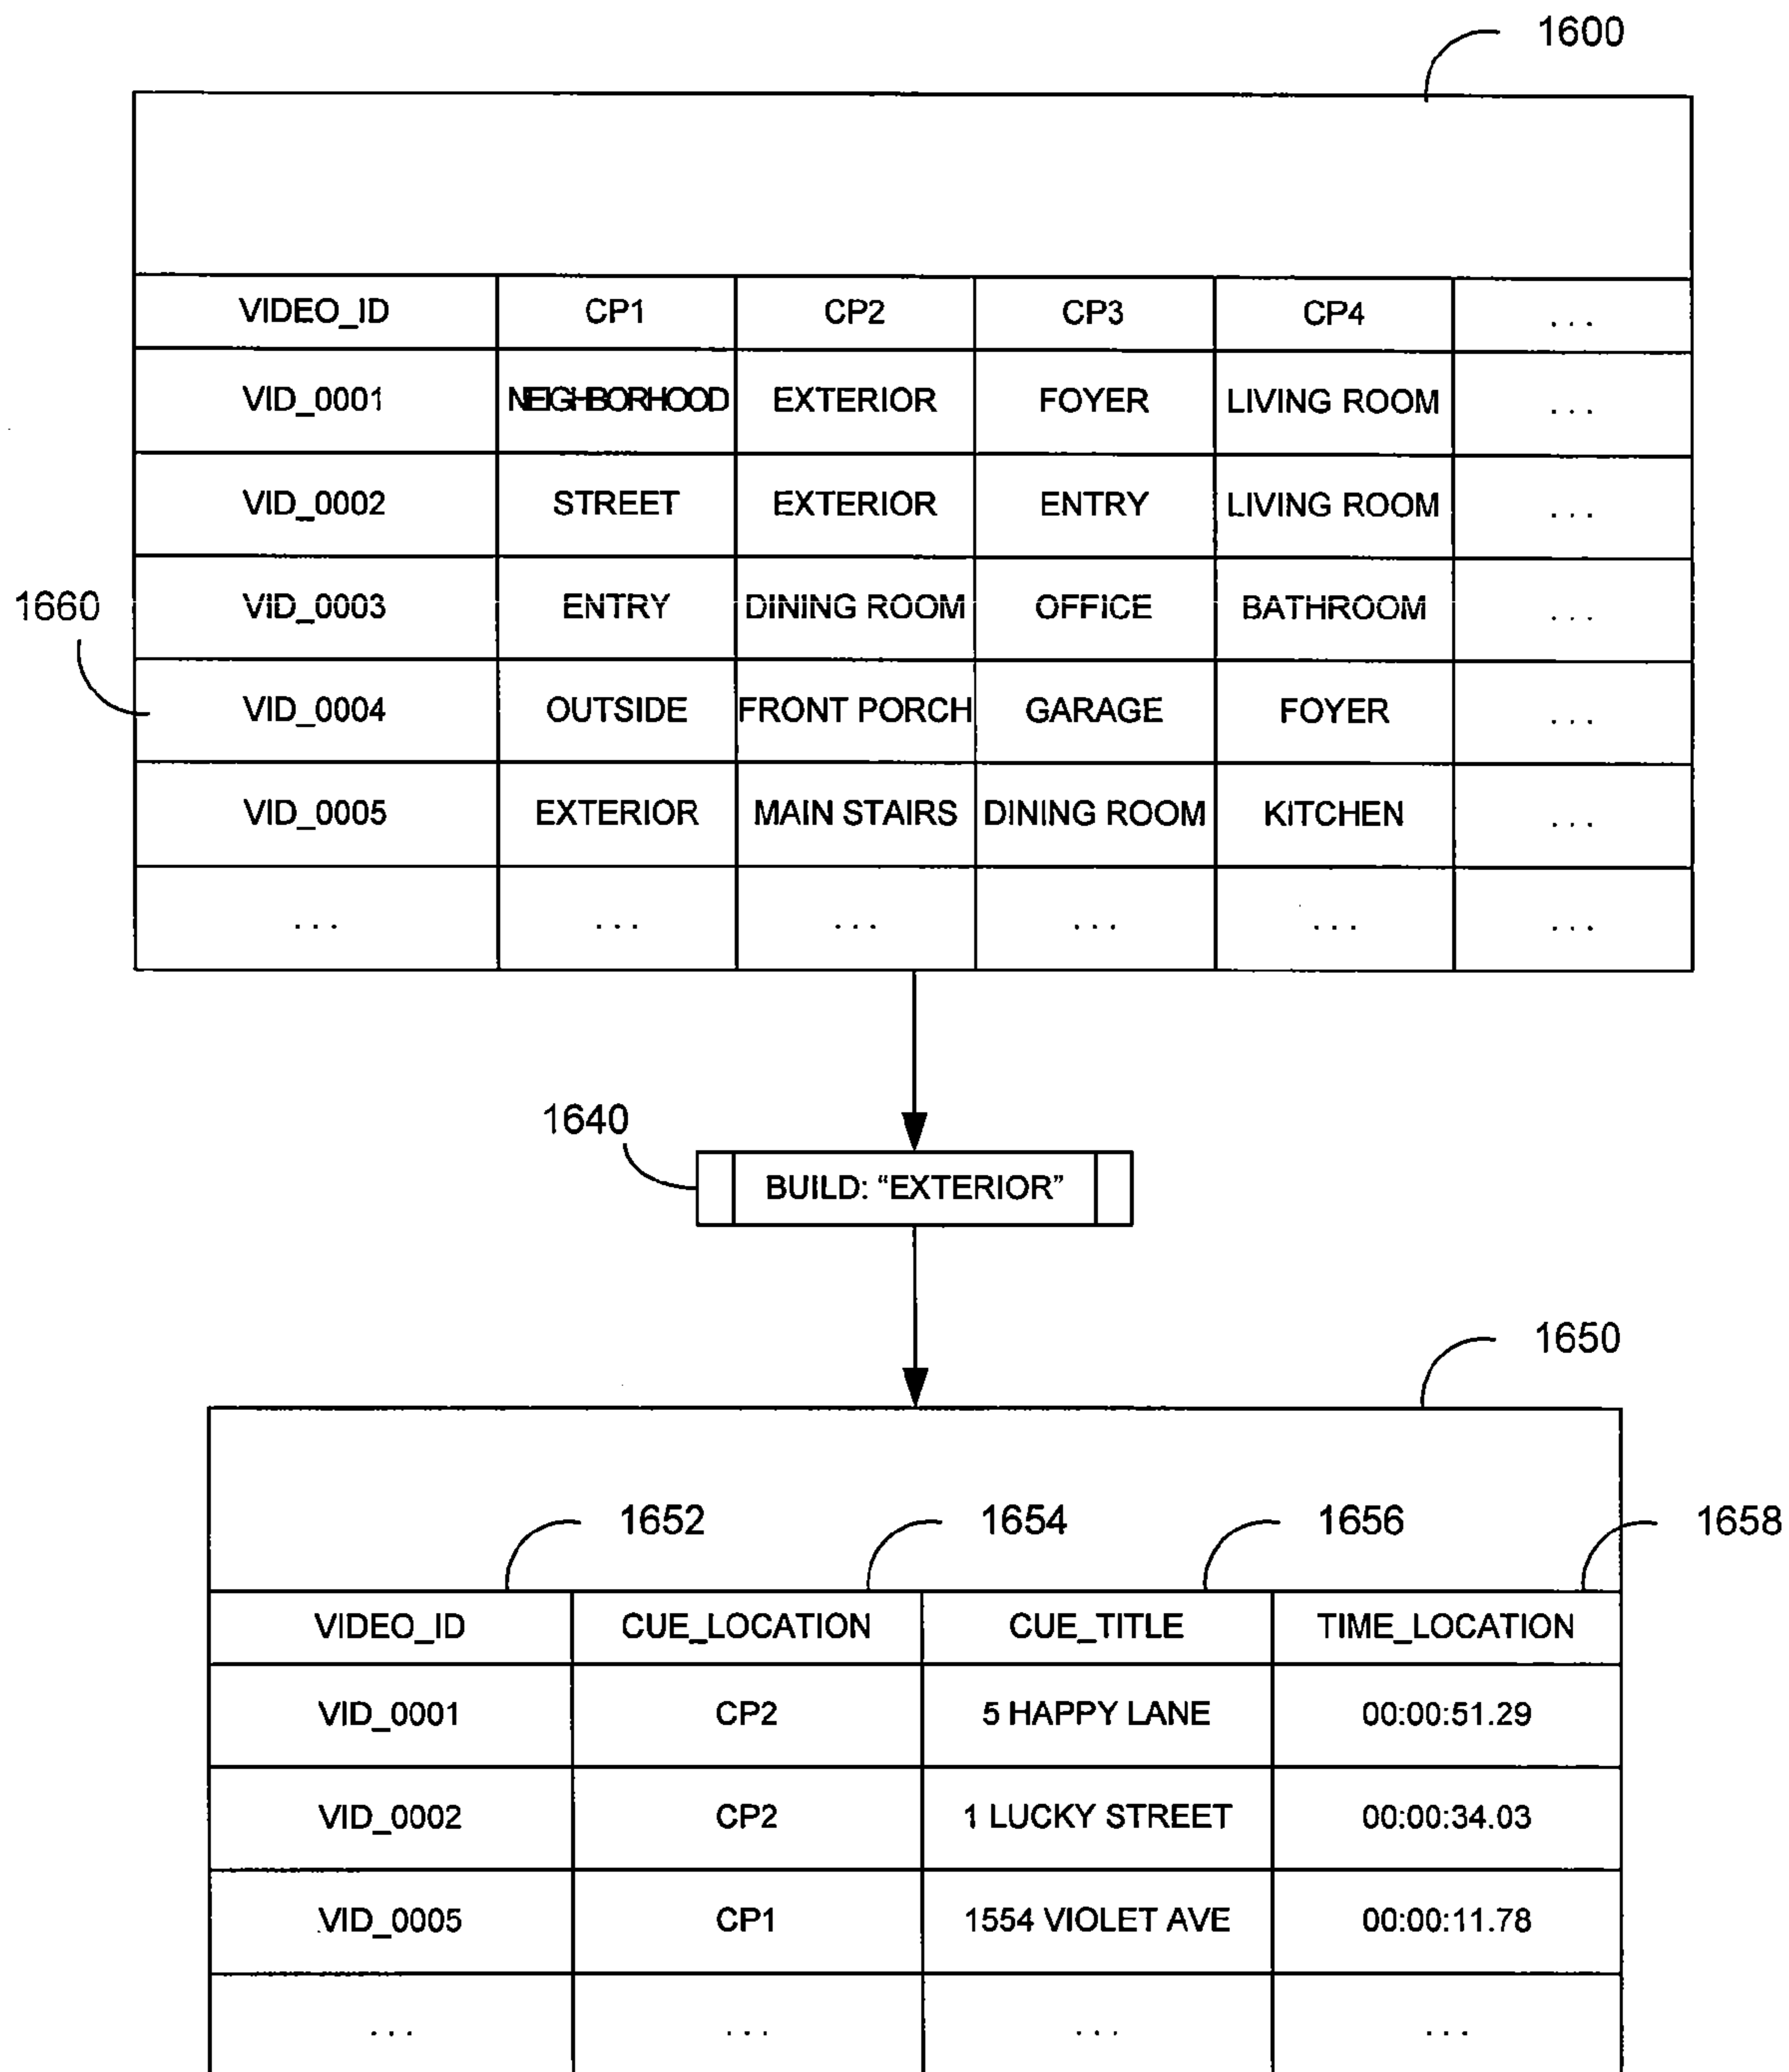 1600
VIDEO_ID CP1 CP2 CP3 CP4 ...
VID_0001 NEIGHBORHOOD EXTERIOR FOYER LIVING ROOM ...
VID_0002 STREET EXTERIOR ENTRY LIVING ROOM ...
1660 VID_0003 ENTRY DINING ROOM OFFICE BATHROOM ...
VID_0004 OUTSIDE FRONT PORCH GARAGE FOYER ...
VID_0005 EXTERIOR MAIN STAIRS DINING ROOM KITCHEN ...
... ... ... ... ... ...
1640
BUILD: “EXTERIOR”
1650
1652 1654 1656 1658
VIDEO_ID CUE_LOCATION CUE_TITLE TIME_LOCATION
VID_0001 CP2 5 HAPPY LANE 00:00:51.29
VID_0002 CP2 1 LUCKY STREET 00:00:34.03
VID_0005 CP1 1554 VIOLET AVE 00:00:11.78
... ... ... ...